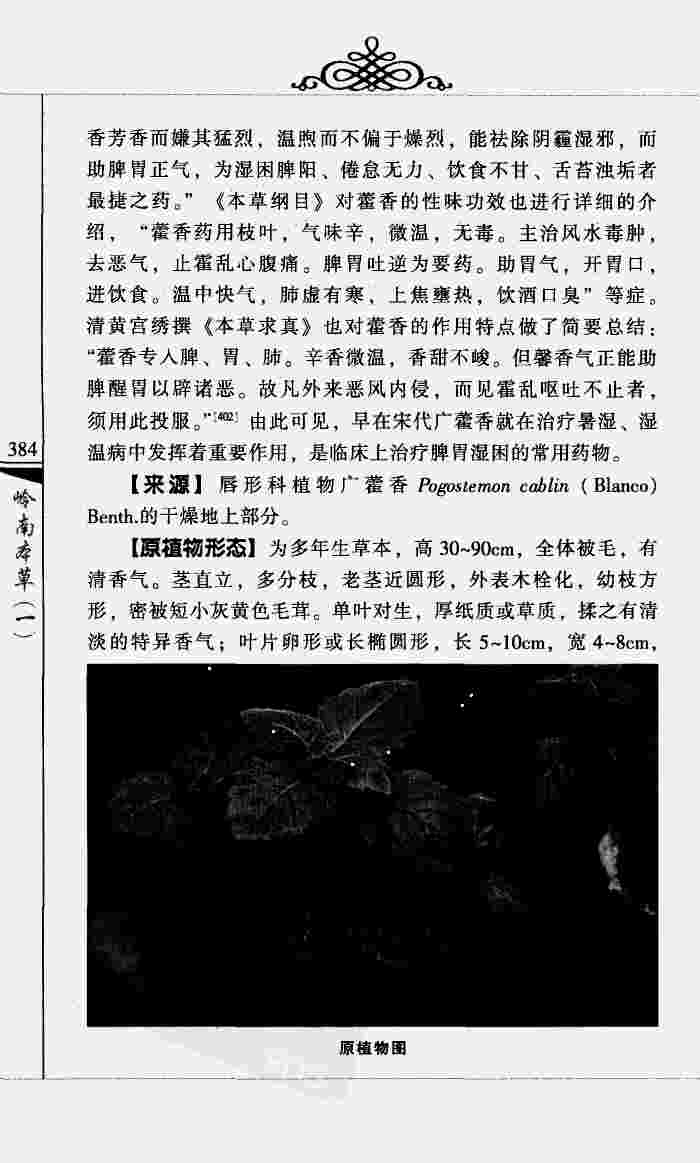 香芳香而嫌其猛烈，温煦而不偏于燥烈，能祛除阴霾湿邪，而
助脾胃正气，为湿困脾阳、倦怠无力、饮食不甘、舌苔浊垢者
最捷之药。”《本草纲目》对藿香的性味功效也进行详细的介
绍，“藿香药用枝叶，气味辛，微温，无毒。主治风水毒肿，
去恶气，止霍乱心腹痛。脾胃吐逆为要药。助胃气，开胃口，
进饮食。温中快气，肺虚有寒，上焦壅热，饮酒口臭”等症。
清黄宫绣撰《本草求真》也对藿香的作用特点做了简要总结：
“藿香专入脾、胃、肺。辛香微温，香甜不峻。但馨香气正能助
脾醒胃以辟诸恶。故凡外来恶风内侵，而见霍乱呕吐不止者，
须用此投服。”[402]由此可见，早在宋代广藿香就在治疗暑湿、湿
温病中发挥着重要作用，是临床上治疗脾胃湿困的常用药物。
【来源】唇形科植物广藿香 Pogostemon cablin（Blanco）
Benth.的干燥地上部分。
【原植物形态】为多年生草本，高30~90cm，全体被毛，有
清香气。茎直立，多分枝，老茎近圆形，外表木栓化，幼枝方
形，密被短小灰黄色毛茸。单叶对生，厚纸质或草质，揉之有清
淡的特异香气；叶片卵形或长椭圆形，长5~10cm，宽4~8cm，
原植物图
384
岭南本草（一）